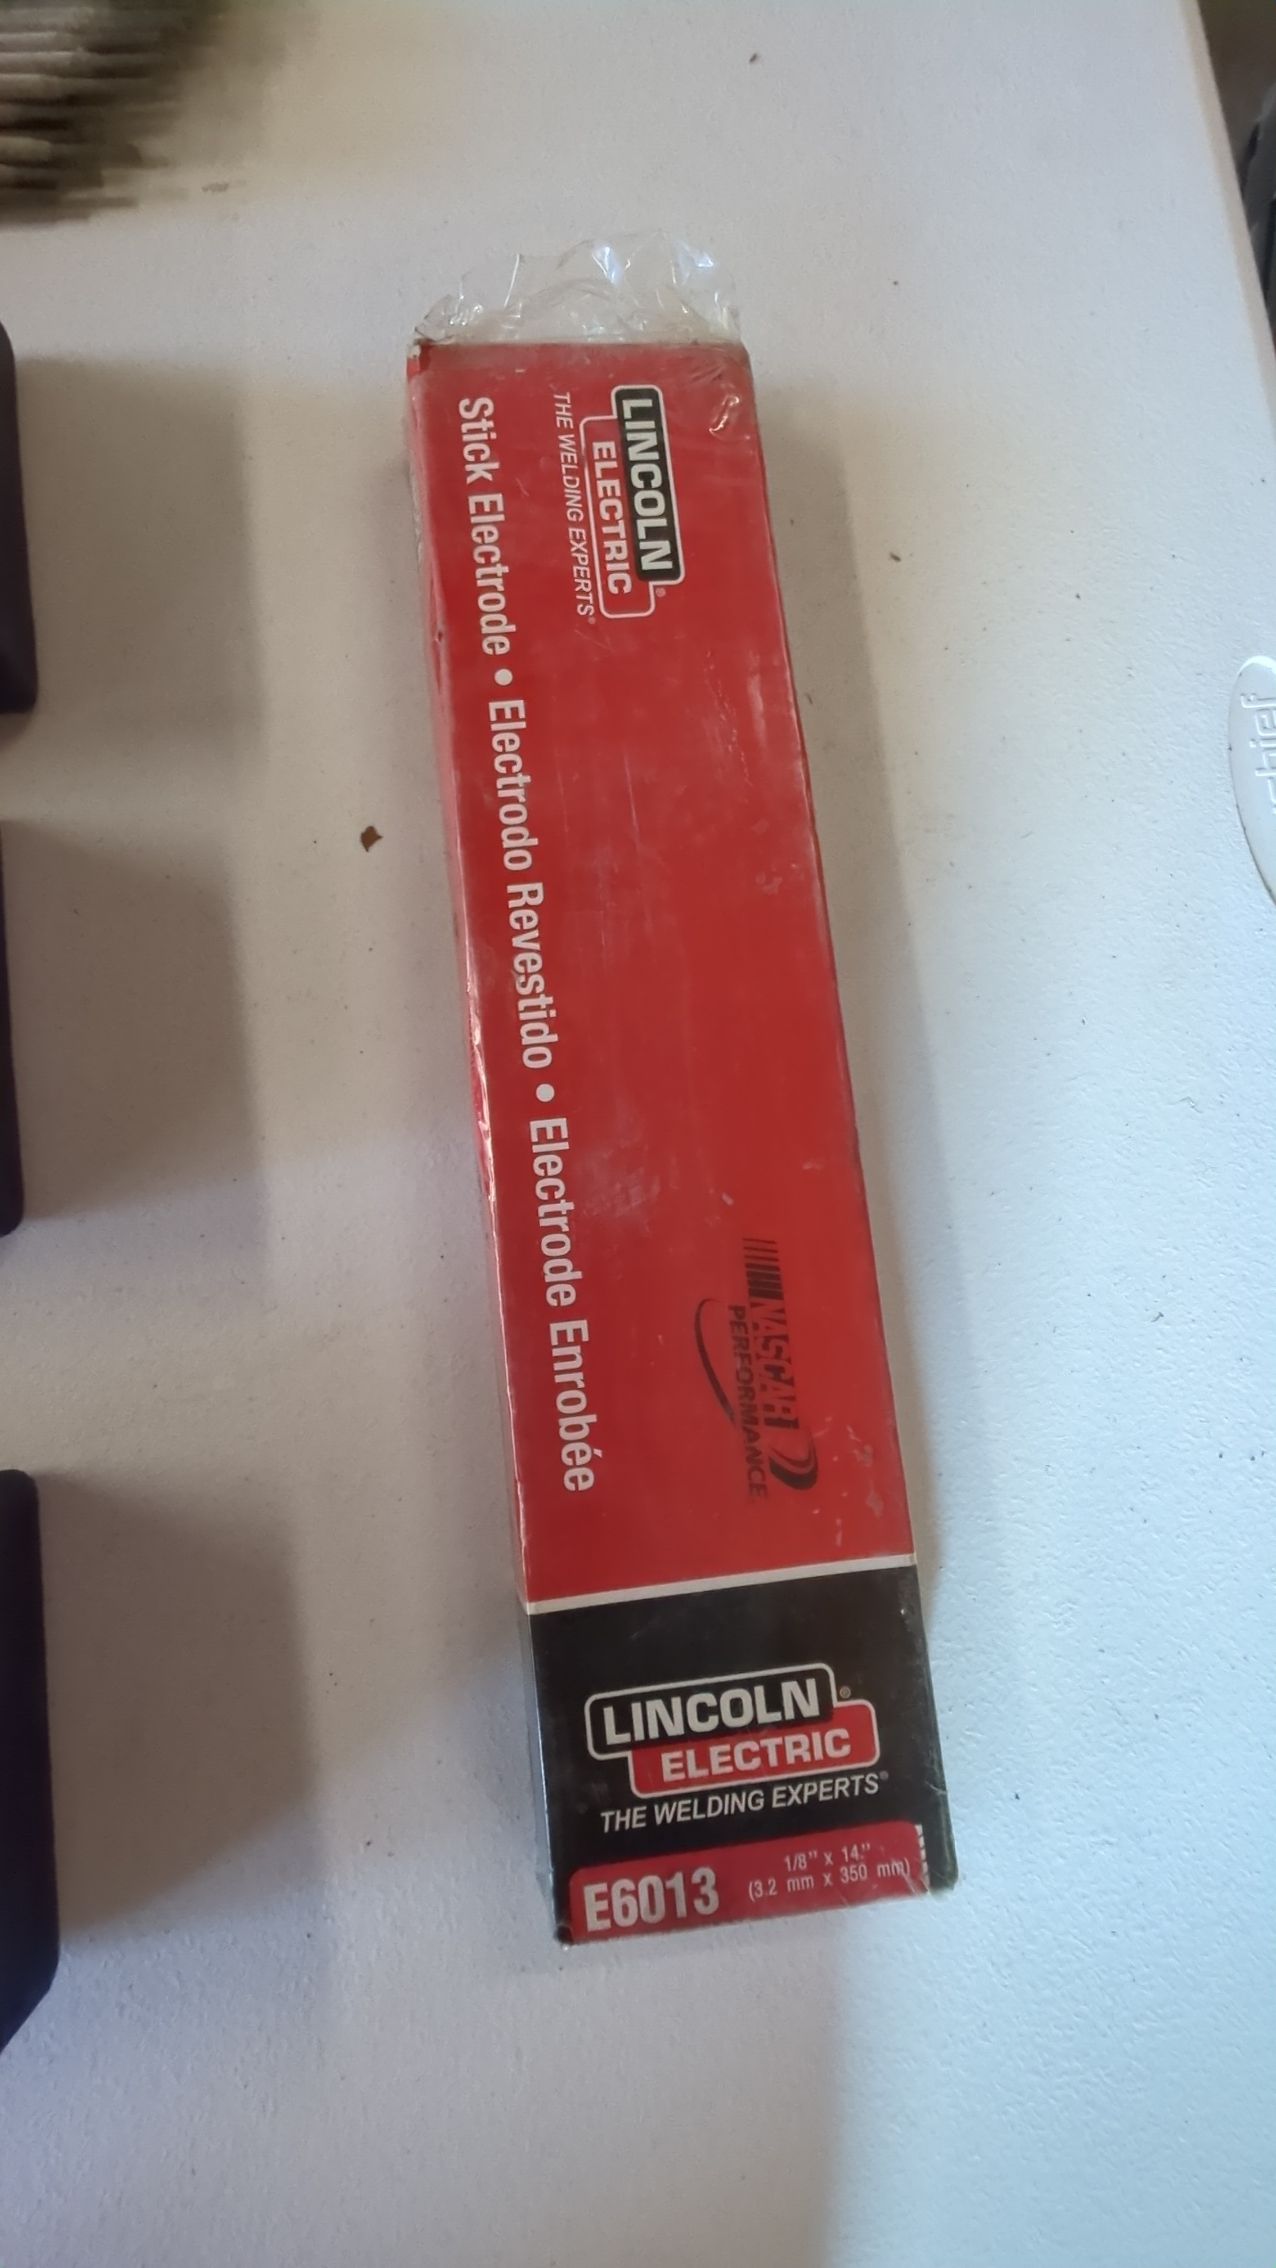 LINCOLN
ELECTRIC®
THE WELDING EXPERTS®
Stick Electrode • Electrodo Revestido • Electrode Enrobée
NASCAR
PERFORMANCE
LINCOLN®
ELECTRIC
THE WELDING EXPERTS®
E6013
1/8" x 14"
(3.2 mm x 350 mm)